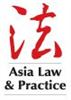 法
Asia Law
& Practice